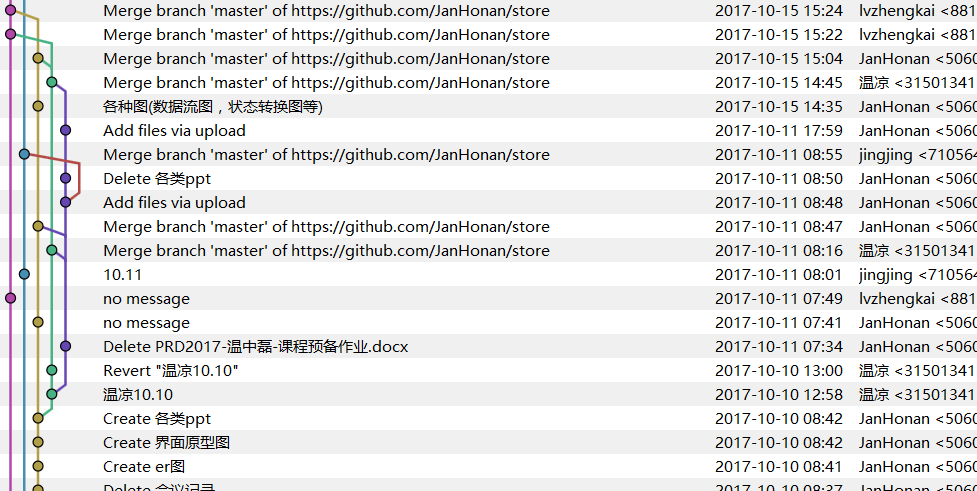 Merge branch 'master' of https://github.com/JanHonan/store 2017-10-15 15:24 lvzhengkai <881
Merge branch 'master' of https://github.com/JanHonan/store 2017-10-15 15:22 lvzhengkai <881
Merge branch 'master' of https://github.com/JanHonan/store 2017-10-15 15:04 JanHonan <5060
Merge branch 'master' of https://github.com/JanHonan/store 2017-10-15 14:45 温凉 <31501341
各种图(数据流图，状态转换图等) 2017-10-15 14:35 JanHonan <5060
Add files via upload 2017-10-11 17:59 JanHonan <5060
Merge branch 'master' of https://github.com/JanHonan/store 2017-10-11 08:55 jingjing <710564
Delete 各类ppt 2017-10-11 08:50 JanHonan <5060
Add files via upload 2017-10-11 08:48 JanHonan <5060
Merge branch 'master' of https://github.com/JanHonan/store 2017-10-11 08:47 JanHonan <5060
Merge branch 'master' of https://github.com/JanHonan/store 2017-10-11 08:16 温凉 <31501341
10.11 2017-10-11 08:01 jingjing <710564
no message 2017-10-11 07:49 lvzhengkai <881
no message 2017-10-11 07:41 JanHonan <5060
Delete PRD2017-温中磊-课程预备作业.docx 2017-10-11 07:34 JanHonan <5060
Revert "温凉10.10" 2017-10-10 13:00 温凉 <31501341
温凉10.10 2017-10-10 12:58 温凉 <31501341
Create 各类ppt 2017-10-10 08:42 JanHonan <5060
Create 界面原型图 2017-10-10 08:42 JanHonan <5060
Create er图 2017-10-10 08:41 JanHonan <5060
Delete 会议记录 2017-10-10 08:37 JanHonan <5060